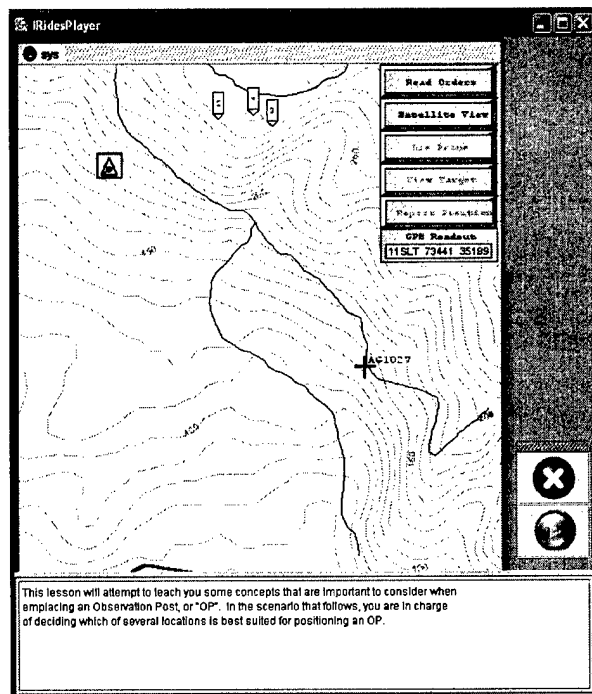 iRidesPlayer
sys
Read Orders
Satellite View
Use Scope
View Target
Report Position
GPS Readout
11SLT 73441 35189
AG1027
This lesson will attempt to teach you some concepts that are important to consider when
emplacing an Observation Post, or "OP". In the scenario that follows, you are in charge
of deciding which of several locations is best suited for positioning an OP.